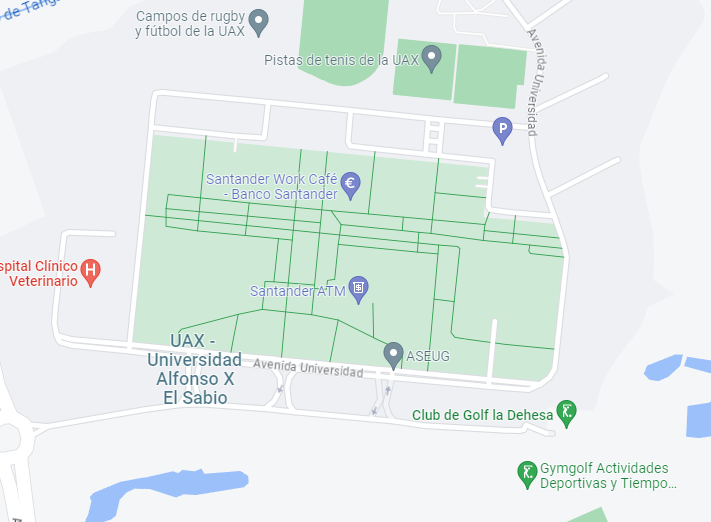 de Tang
Campos de rugby
y fútbol de la UAX
Pistas de tenis de la UAX
Avenida Universidad
P
Santander Work Café
- Banco Santander
€
spital Clínico
Veterinario
H
Santander ATM
UAX -
Universidad
Alfonso X
El Sabio
Avenida Universidad
ASEUG
Club de Golf la Dehesa
Gymgolf Actividades
Deportivas y Tiempo...
A